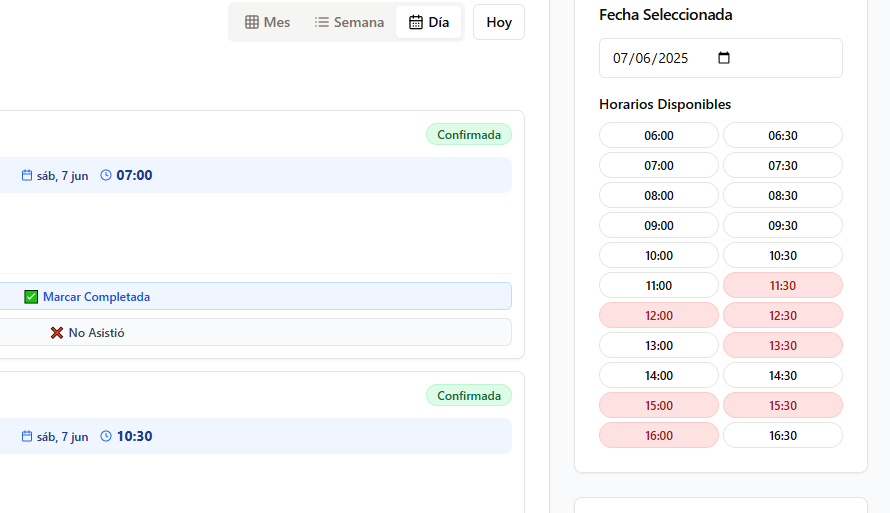 Mes Semana Día Hoy
Confirmada
sáb, 7 jun 07:00
Marcar Completada
No Asistió
Confirmada
sáb, 7 jun 10:30
Fecha Seleccionada
07/06/2025
Horarios Disponibles
06:00 06:30
07:00 07:30
08:00 08:30
09:00 09:30
10:00 10:30
11:00 11:30
12:00 12:30
13:00 13:30
14:00 14:30
15:00 15:30
16:00 16:30